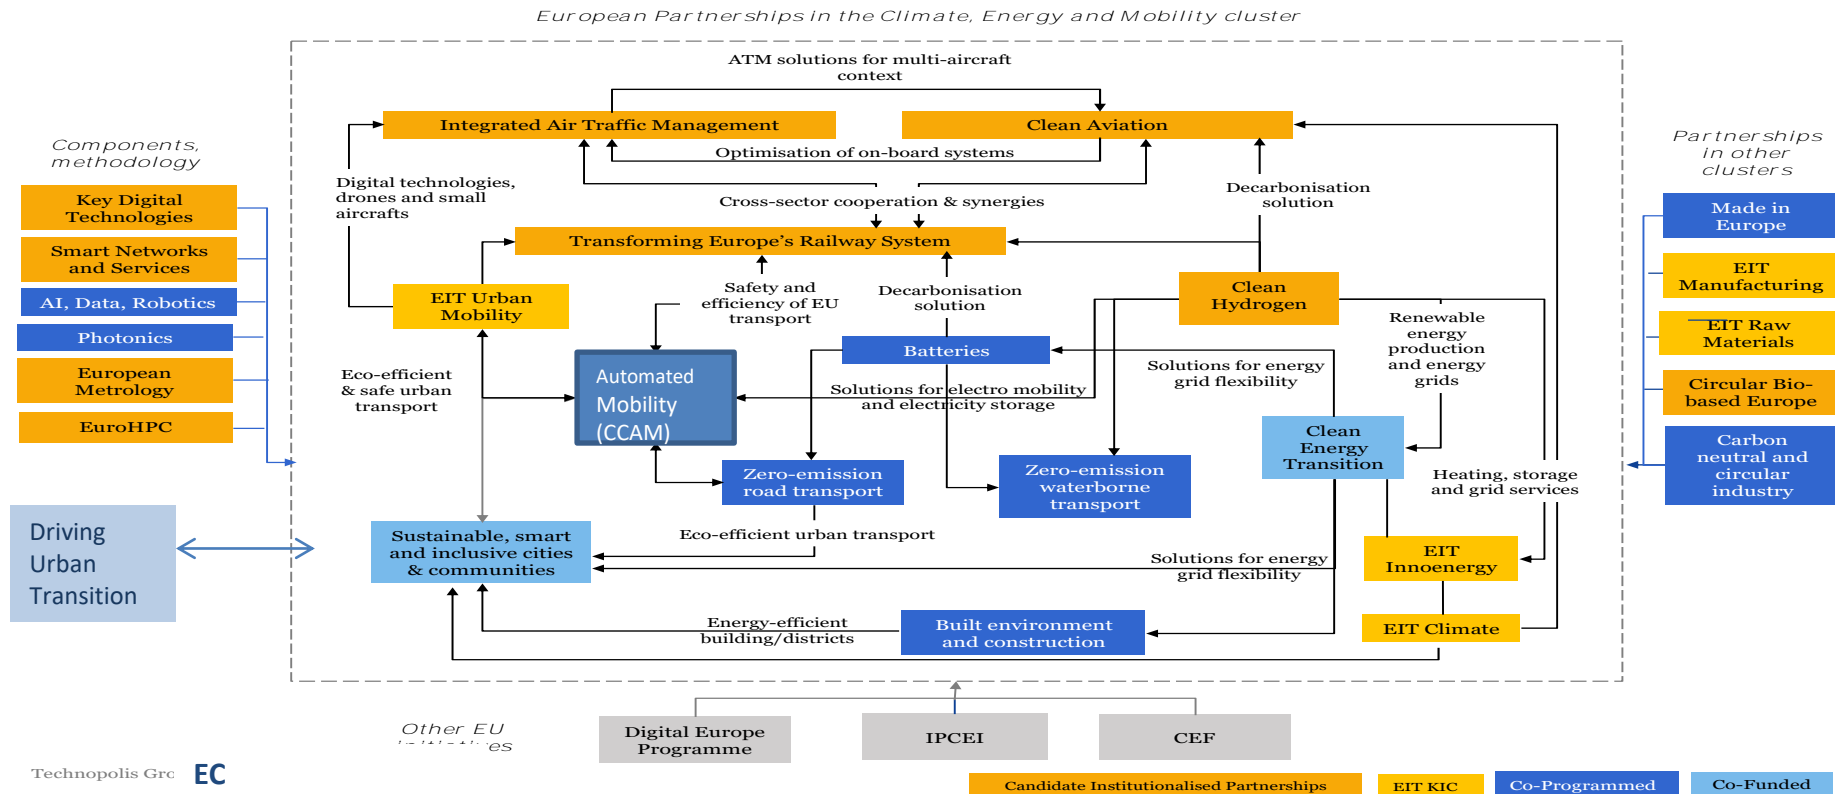 European Partnerships in the Climate, Energy and Mobility cluster
ATM solutions for multi-aircraft
context
Integrated Air Traffic Management
Clean Aviation
Optimisation of on-board systems
Components,
methodology
Key Digital
Technologies
Smart Networks
and Services
AI, Data, Robotics
Photonics
European
Metrology
EuroHPC
Partnerships
in other
clusters
Made in
Europe
EIT
Manufacturing
EIT Raw
Materials
Circular Bio-
based Europe
Carbon
neutral and
circular
industry
Digital technologies,
drones and small
aircrafts
Cross-sector cooperation & synergies
Decarbonisation
solution
Transforming Europe's Railway System
EIT Urban
Mobility
Safety and
efficiency of EU
transport
Decarbonisation
solution
Clean
Hydrogen
Renewable
energy
production
and energy
grids
Batteries
Eco-efficient
& safe urban
transport
Automated
Mobility
(CCAM)
Solutions for electro mobility
and electricity storage
Solutions for energy
grid flexibility
Clean
Energy
Transition
Zero-emission
road transport
Zero-emission
waterborne
transport
Heating, storage
and grid services
Driving
Urban
Transition
Sustainable, smart
and inclusive cities
& communities
Eco-efficient urban transport
Solutions for energy
grid flexibility
EIT
Innoenergy
Energy-efficient
building/districts
Built environment
and construction
EIT Climate
Other EU
Digital Europe
Programme
IPCEI
CEF
Technopolis
EC
Candidate Institutionalised Partnerships
EIT KIC
Co-Programmed
Co-Funded